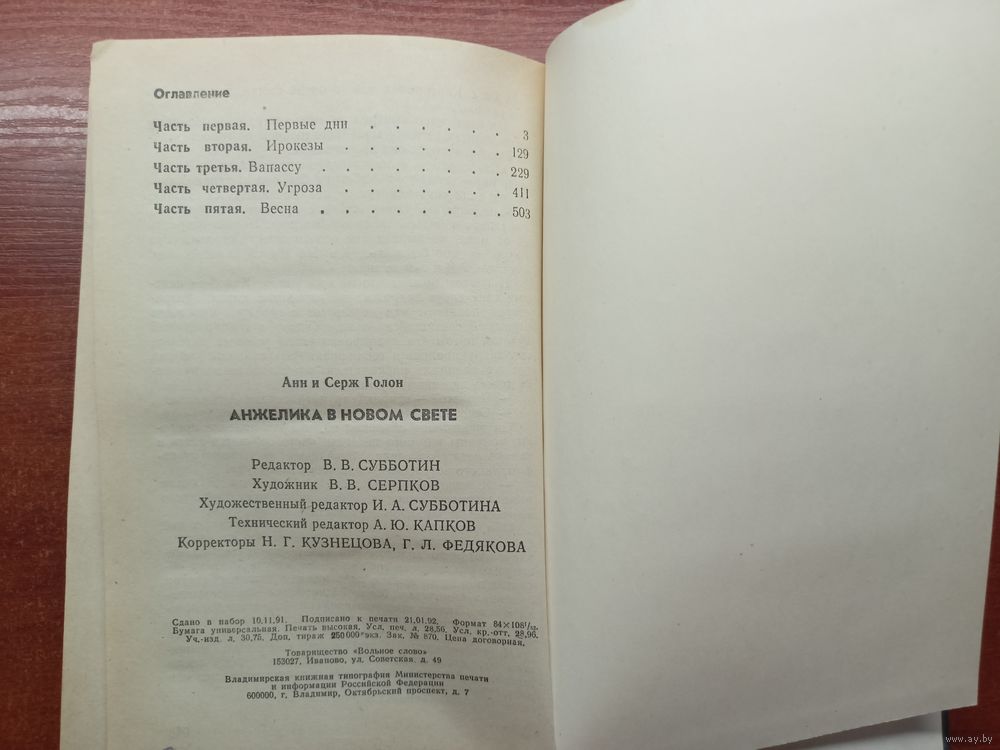 Оглавление
Часть первая. Первые дни . . . . . . . 3
Часть вторая. Ирокезы . . . . . . . 129
Часть третья. Вапассу . . . . . . . . 229
Часть четвертая. Угроза . . . . . . . 411
Часть пятая. Весна . . . . . . . . 503
Анн и Серж Голон
АНЖЕЛИКА В НОВОМ СВЕТЕ
Редактор В. В. СУББОТИН
Художник В. В. СЕРПКОВ
Художественный редактор И. А. СУББОТИНА
Технический редактор А. Ю. КАПКОВ
Корректоры Н. Г. КУЗНЕЦОВА, Г. Л. ФЕДЯКОВА
Сдано в набор 10.11.91. Подписано к печати 21.01.92. Формат 84×108¹/₃₂.
Бумага универсальная. Печать высокая. Усл. печ. л. 28,56. Усл. кр.-отт. 28,96.
Уч.-изд. л. 30,75. Доп. тираж 250 000 экз. Зак. № 870. Цена договорная.
Товарищество «Вольное слово»
153027, Иваново, ул. Советская, д. 49
Владимирская книжная типография Министерства печати
и информации Российской Федерации
600000, г. Владимир, Октябрьский проспект, д. 7
www.ay.by